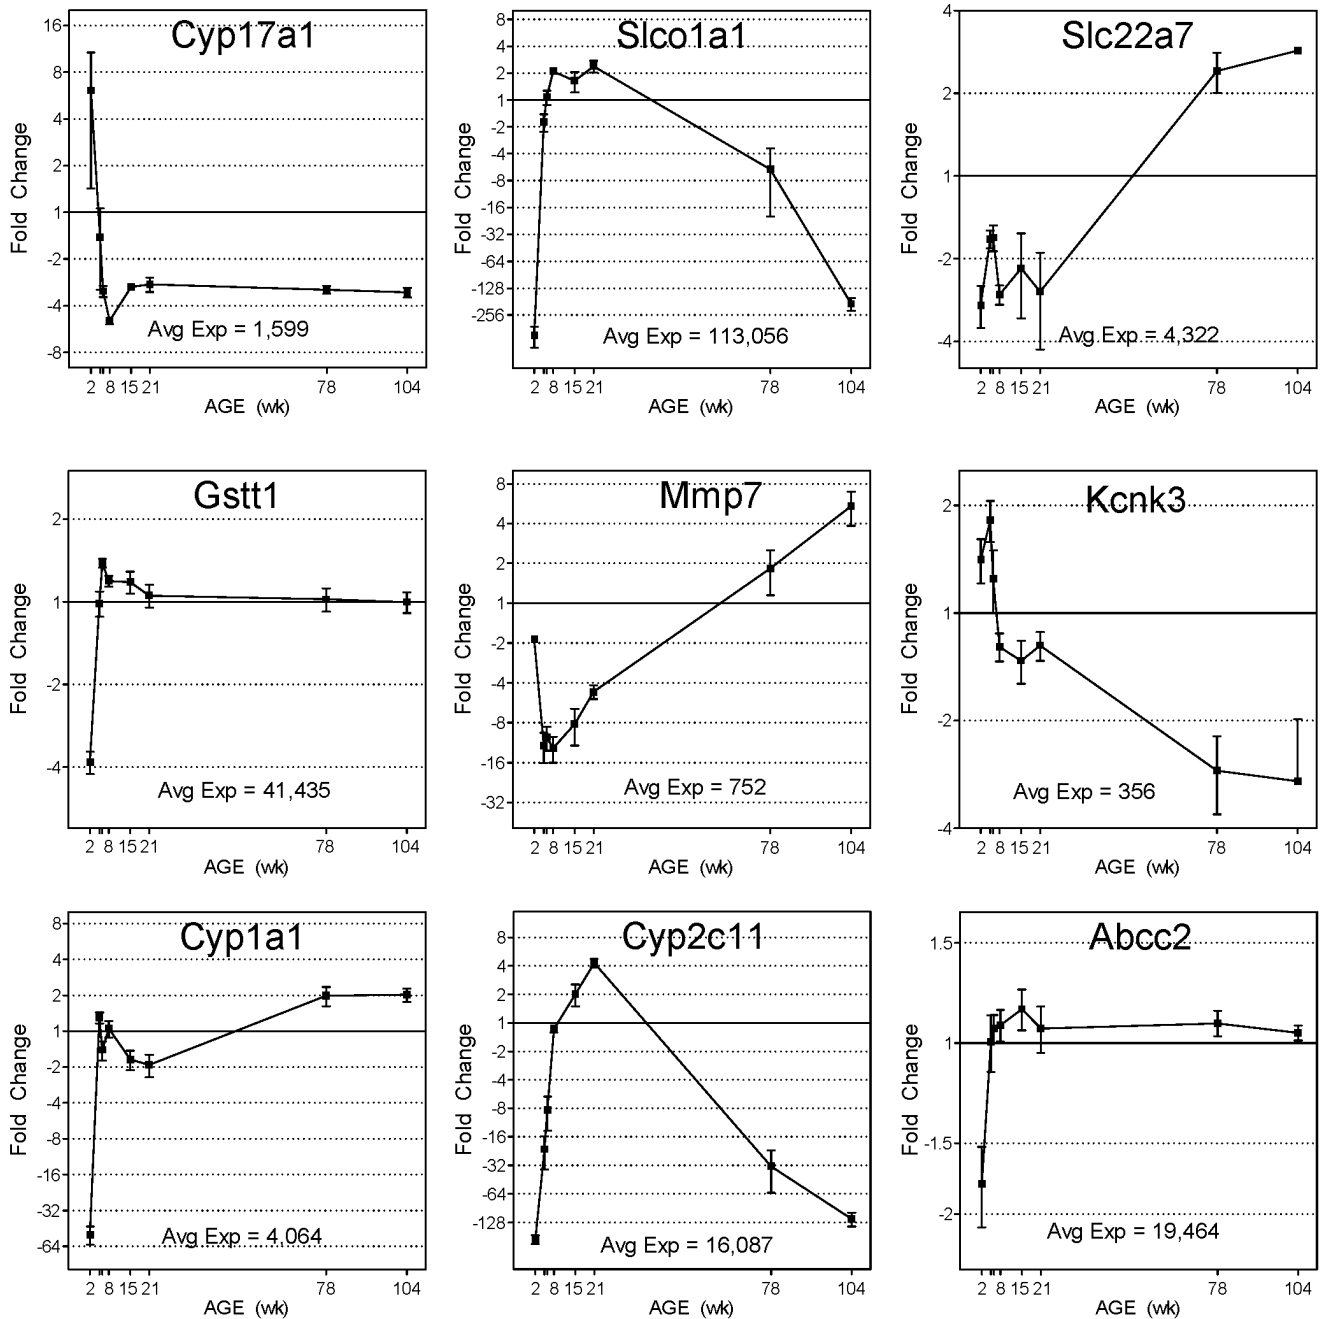 Cyp17a1
16
8
4
2
1
-2
-4
-8
Fold Change
Avg Exp = 1,599
2 8 15 21 78 104
AGE (wk)
Slco1a1
8
4
2
1
-2
-4
-8
-16
-32
-64
-128
-256
Fold Change
Avg Exp = 113,056
2 8 15 21 78 104
AGE (wk)
Slc22a7
4
2
1
-2
-4
Fold Change
Avg Exp = 4,322
2 8 15 21 78 104
AGE (wk)
Gstt1
2
1
-2
-4
Fold Change
Avg Exp = 41,435
2 8 15 21 78 104
AGE (wk)
Mmp7
8
4
2
1
-2
-4
-8
-16
-32
Fold Change
Avg Exp = 752
2 8 15 21 78 104
AGE (wk)
Kcnk3
2
1
-2
-4
Fold Change
Avg Exp = 356
2 8 15 21 78 104
AGE (wk)
Cyp1a1
8
4
2
1
-2
-4
-8
-16
-32
-64
Fold Change
Avg Exp = 4,064
2 8 15 21 78 104
AGE (wk)
Cyp2c11
8
4
2
1
-2
-4
-8
-16
-32
-64
-128
Fold Change
Avg Exp = 16,087
2 8 15 21 78 104
AGE (wk)
Abcc2
1.5
1
-1.5
-2
Fold Change
Avg Exp = 19,464
2 8 15 21 78 104
AGE (wk)